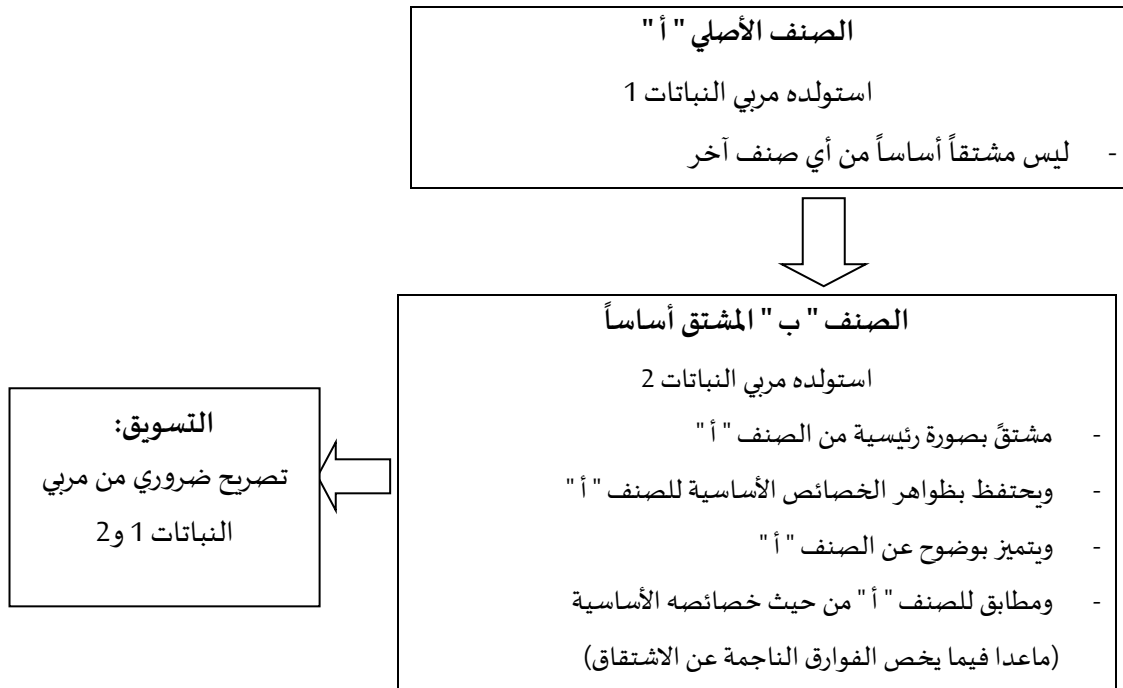 الصنف الأصلي " أ "
استولده مربي النباتات 1
- ليس مشتقاً أساساً من أي صنف آخر
الصنف " ب " المشتق أساساً
استولده مربي النباتات 2
- مشتقً بصورة رئيسية من الصنف " أ "
- ويحتفظ بظواهر الخصائص الأساسية للصنف " أ "
- ويتميز بوضوح عن الصنف " أ "
- ومطابق للصنف " أ " من حيث خصائصه الأساسية
(ماعدا فيما يخص الفوارق الناجمة عن الاشتقاق)
التسويق:
تصريح ضروري من مربي
النباتات 1 و2